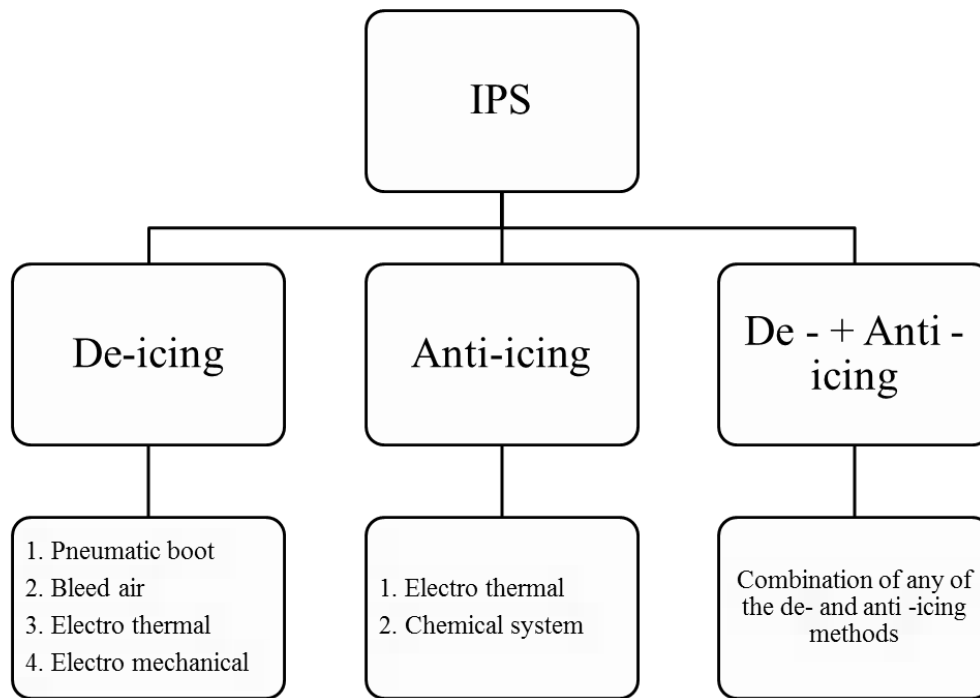 IPS
De-icing
Anti-icing
De - + Anti -
icing
1. Pneumatic boot
2. Bleed air
3. Electro thermal
4. Electro mechanical
1. Electro thermal
2. Chemical system
Combination of any of
the de- and anti -icing
methods